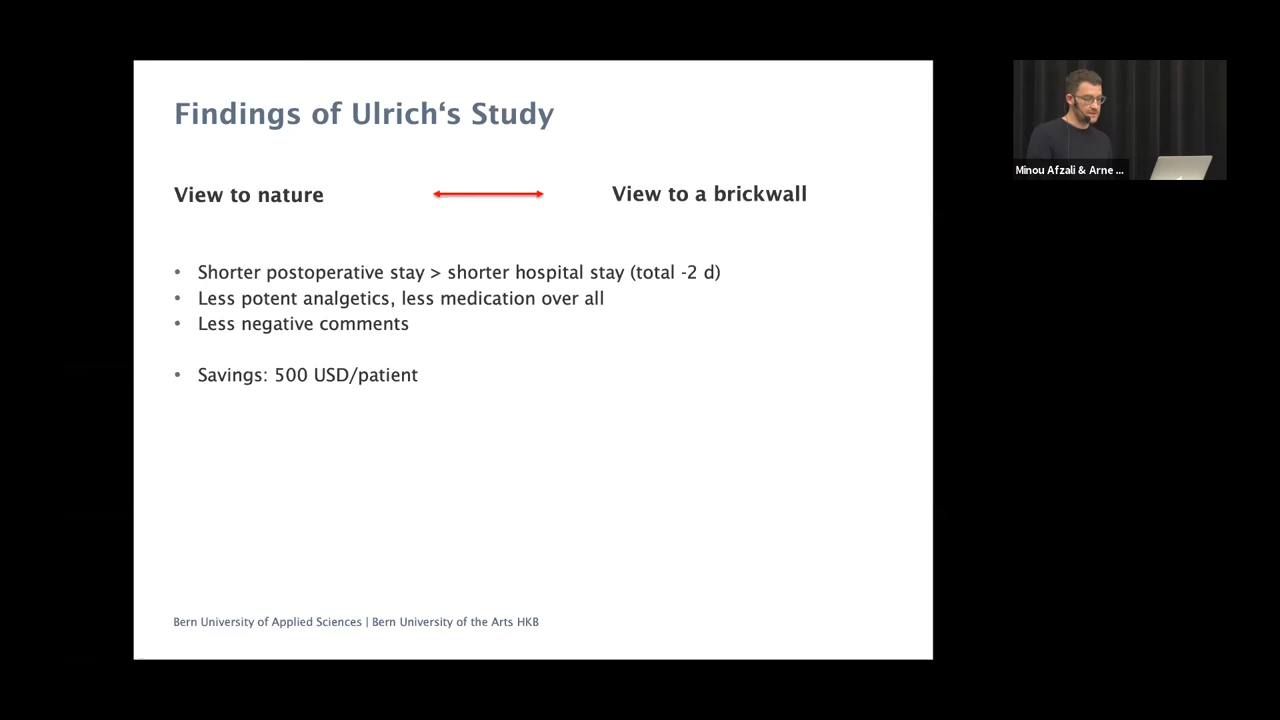 Findings of Ulrich‘s Study
View to nature
View to a brickwall
• Shorter postoperative stay > shorter hospital stay (total -2 d)
• Less potent analgetics, less medication over all
• Less negative comments
• Savings: 500 USD/patient
Bern University of Applied Sciences | Bern University of the Arts HKB
Minou Afzali & Arne ...